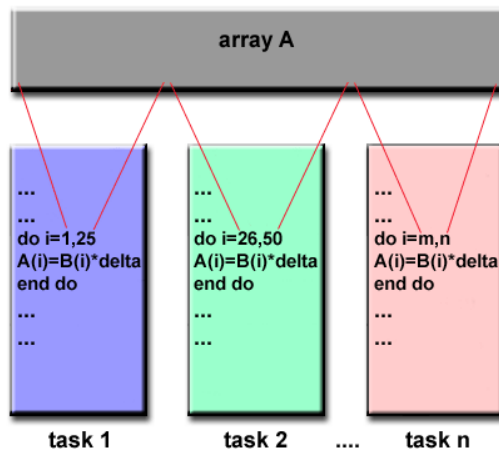 array A
...
...
do i=1,25
A(i)=B(i)*delta
end do
...
...
...
...
do i=26,50
A(i)=B(i)*delta
end do
...
...
...
...
do i=m,n
A(i)=B(i)*delta
end do
...
...
task 1
task 2
....
task n